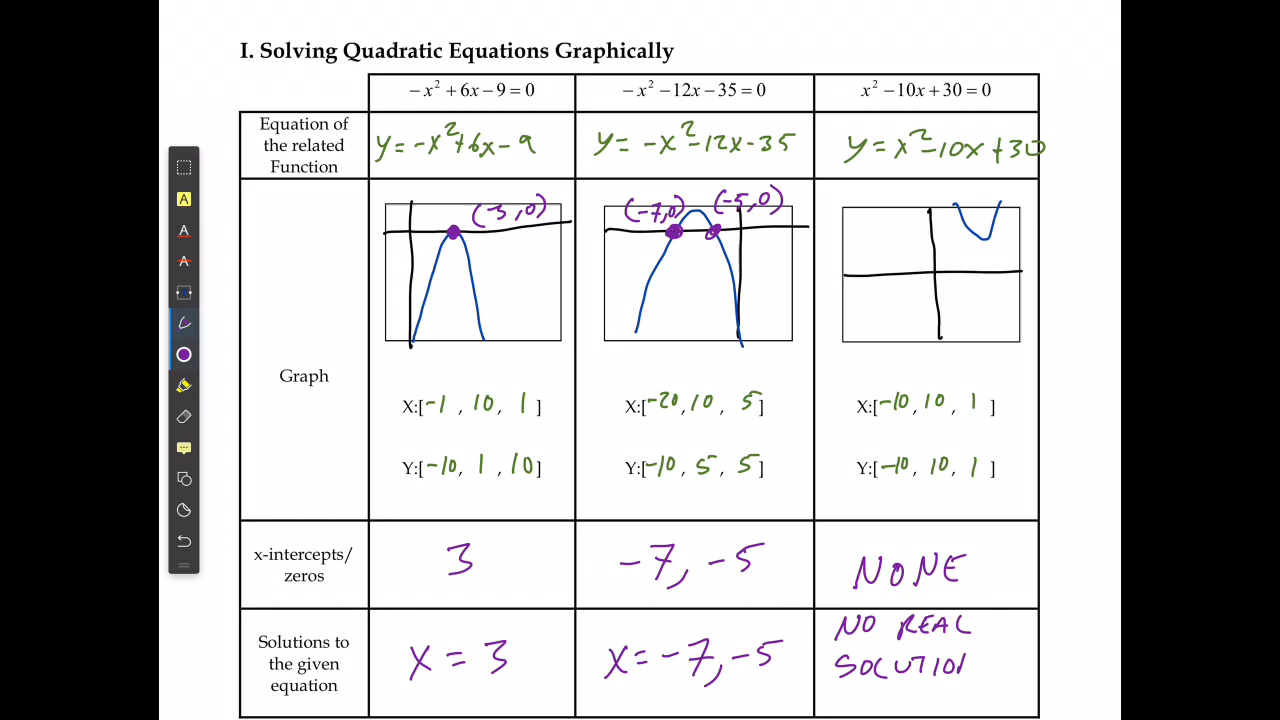 I. Solving Quadratic Equations Graphically
−x² + 6x − 9 = 0
−x² − 12x − 35 = 0
x² − 10x + 30 = 0
Equation of
the related
Function
y = -x²+6x - 9
y = -x² - 12x - 35
y = x² - 10x + 30
Graph
(3,0)
(-7,0) (-5,0)
X:[-1, 10, 1]
X:[-20, 10, 5]
X:[-10, 10, 1]
Y:[-10, 1, 10]
Y:[-10, 5, 5]
Y:[-10, 10, 1]
x-intercepts/
zeros
3
-7, -5
NONE
Solutions to
the given
equation
x = 3
x = -7, -5
NO REAL
SOLUTION
A
A
A